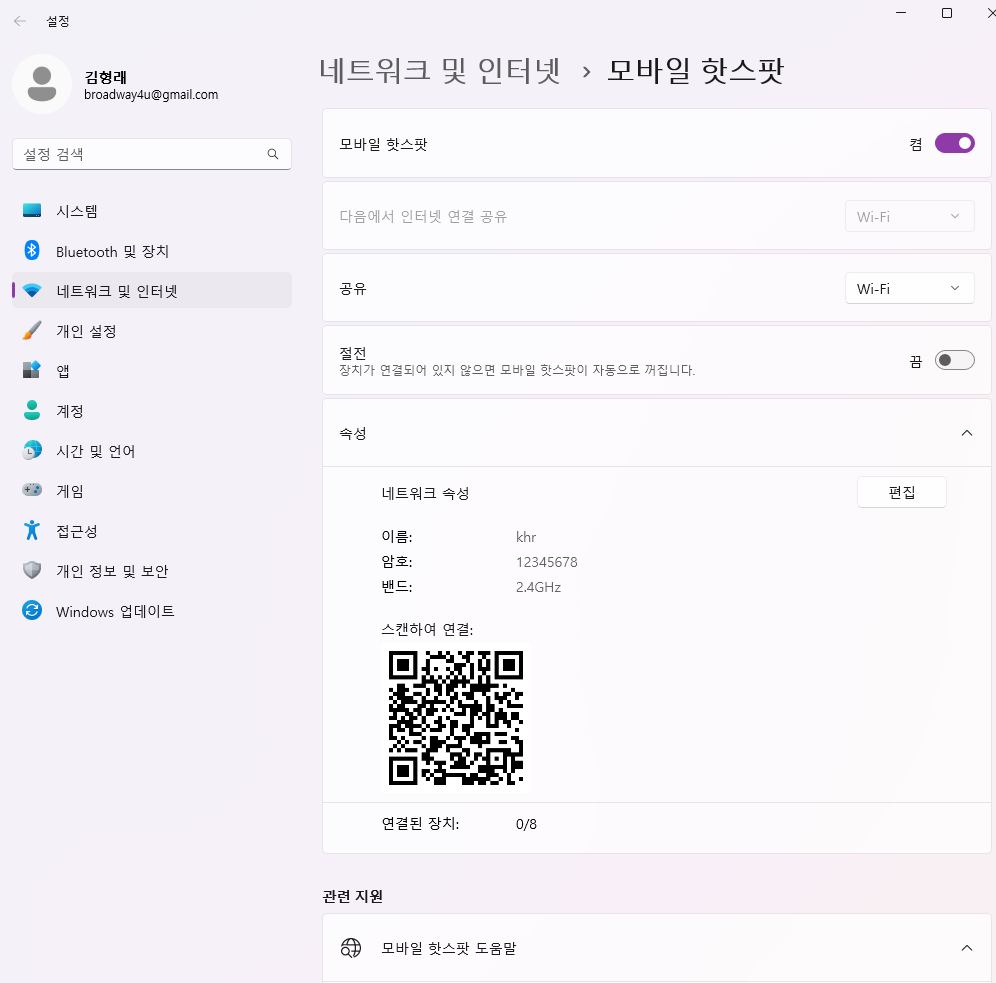 설정
김형래
broadway4u@gmail.com
설정 검색
시스템
Bluetooth 및 장치
네트워크 및 인터넷
개인 설정
앱
계정
시간 및 언어
게임
접근성
개인 정보 및 보안
Windows 업데이트
네트워크 및 인터넷 › 모바일 핫스팟
모바일 핫스팟 켬
다음에서 인터넷 연결 공유 Wi-Fi
공유 Wi-Fi
절전
장치가 연결되어 있지 않으면 모바일 핫스팟이 자동으로 꺼집니다.
끔
속성
네트워크 속성 편집
이름: khr
암호: 12345678
밴드: 2.4GHz
스캔하여 연결:
연결된 장치: 0/8
관련 지원
모바일 핫스팟 도움말